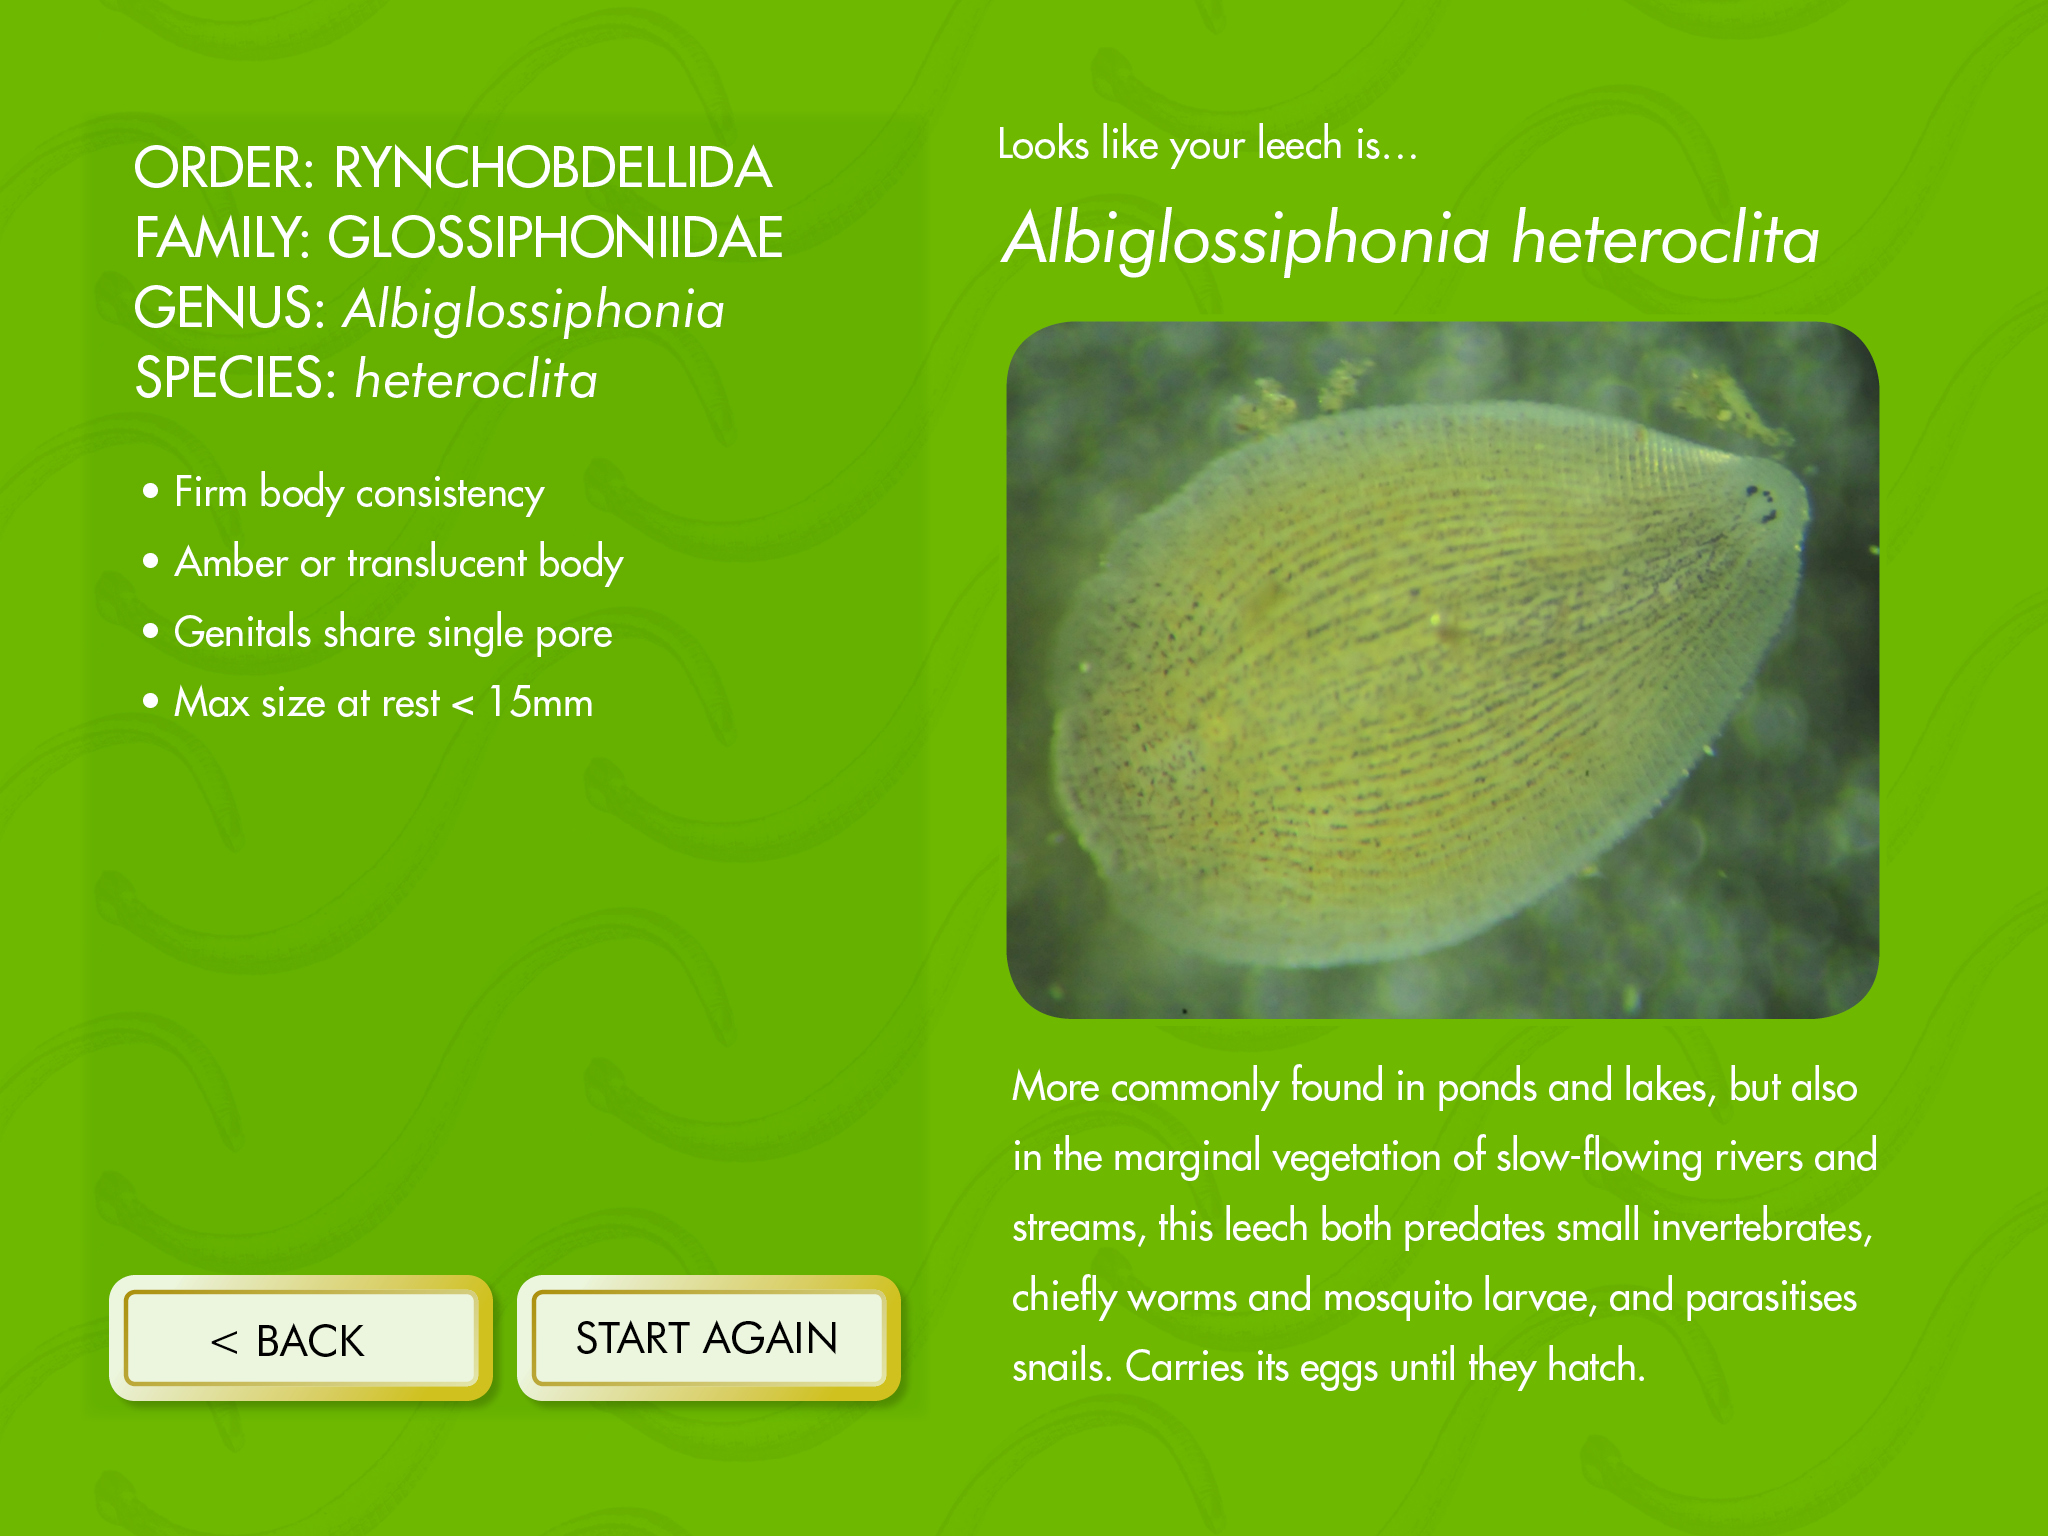 ORDER: RYNCHOBDELLIDA
FAMILY: GLOSSIPHONIIDAE
GENUS: Albiglossiphonia
SPECIES: heteroclita
• Firm body consistency
• Amber or translucent body
• Genitals share single pore
• Max size at rest < 15mm
< BACK
START AGAIN
Looks like your leech is...
Albiglossiphonia heteroclita
More commonly found in ponds and lakes, but also
in the marginal vegetation of slow-flowing rivers and
streams, this leech both predates small invertebrates,
chiefly worms and mosquito larvae, and parasitises
snails. Carries its eggs until they hatch.